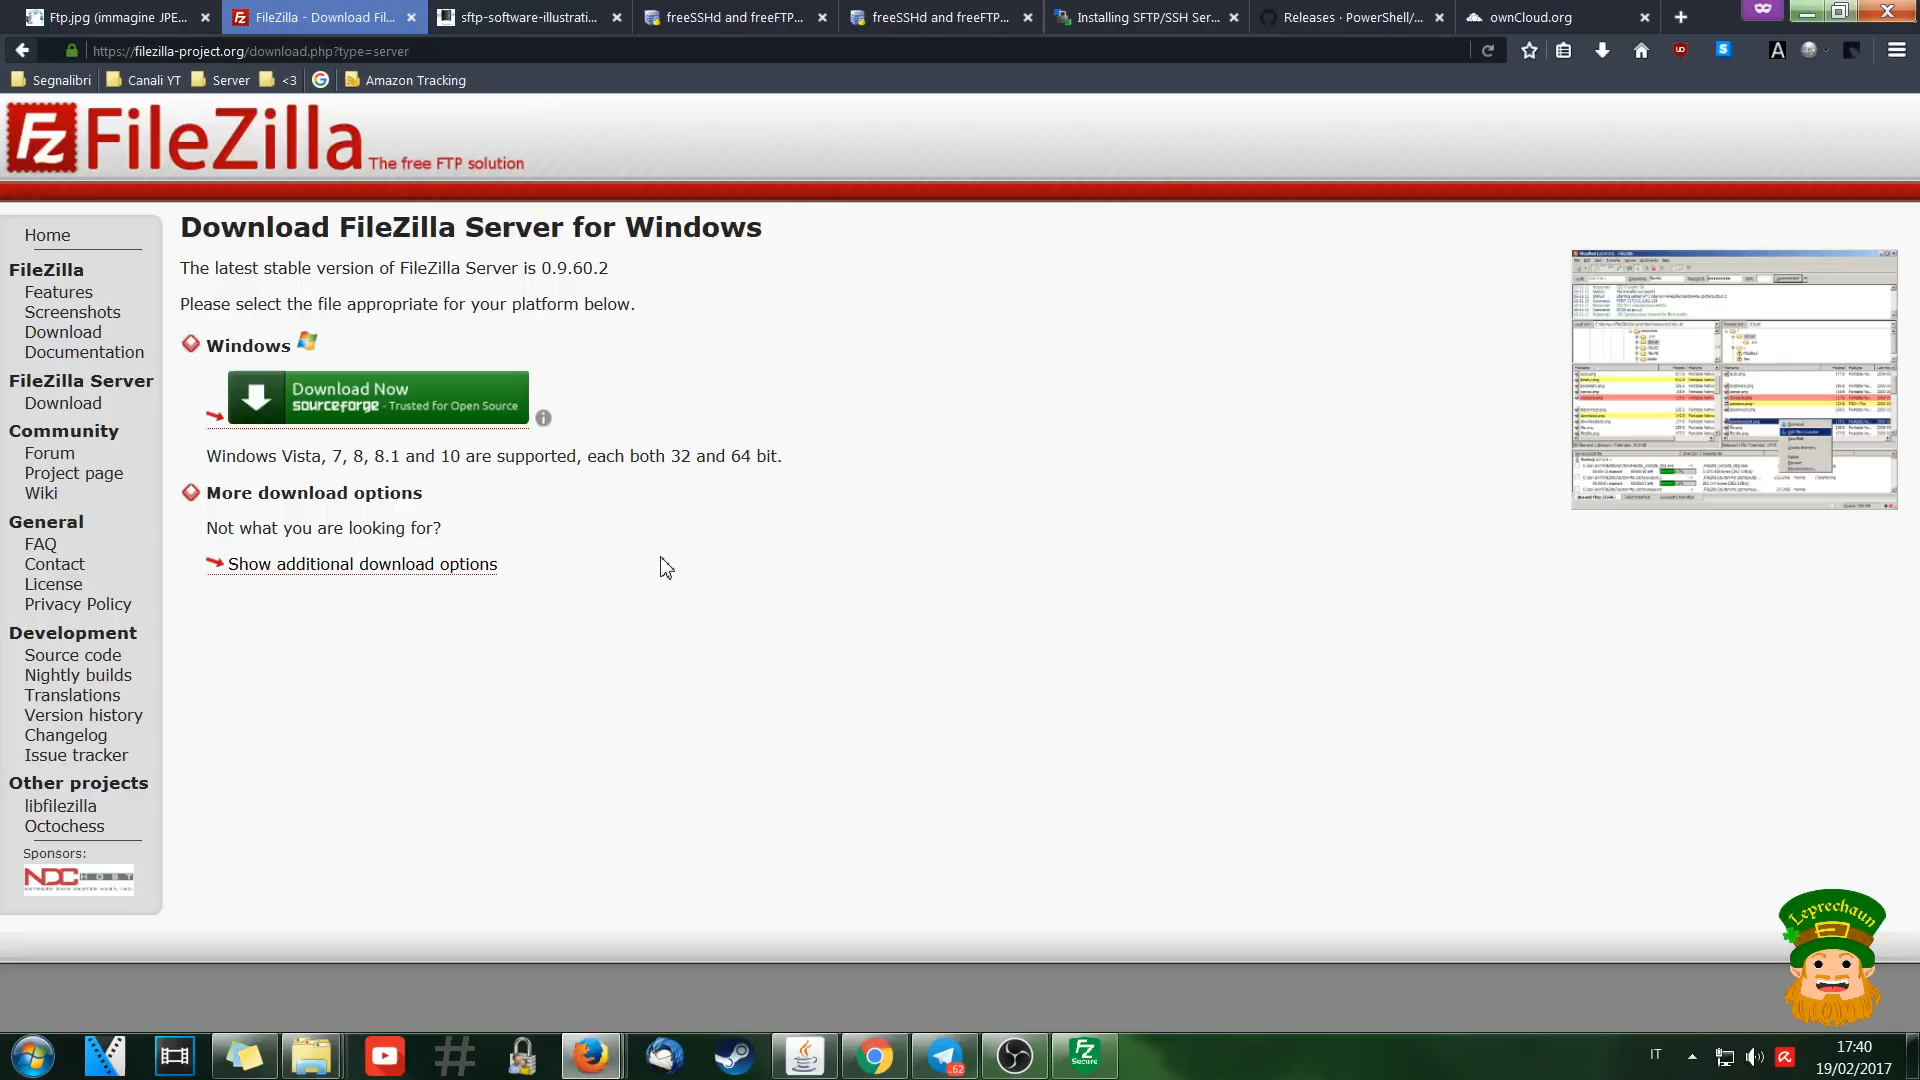 Ftp.jpg (immagine JPE...
FileZilla - Download Fil...
sftp-software-illustrati...
freeSSHd and freeFTP...
freeSSHd and freeFTP...
Installing SFTP/SSH Ser...
Releases · PowerShell/...
ownCloud.org
https://filezilla-project.org/download.php?type=server
Segnalibri
Canali YT
Server
<3
Amazon Tracking
FileZilla
The free FTP solution
Home
FileZilla
Features
Screenshots
Download
Documentation
FileZilla Server
Download
Community
Forum
Project page
Wiki
General
FAQ
Contact
License
Privacy Policy
Development
Source code
Nightly builds
Translations
Version history
Changelog
Issue tracker
Other projects
libfilezilla
Octochess
Sponsors:
NDC HOST
Download FileZilla Server for Windows
The latest stable version of FileZilla Server is 0.9.60.2
Please select the file appropriate for your platform below.
Windows
Download Now
sourceforge - Trusted for Open Source
Windows Vista, 7, 8, 8.1 and 10 are supported, each both 32 and 64 bit.
More download options
Not what you are looking for?
Show additional download options
Leprechaun
62
Fz
Secure
IT
17:40
19/02/2017